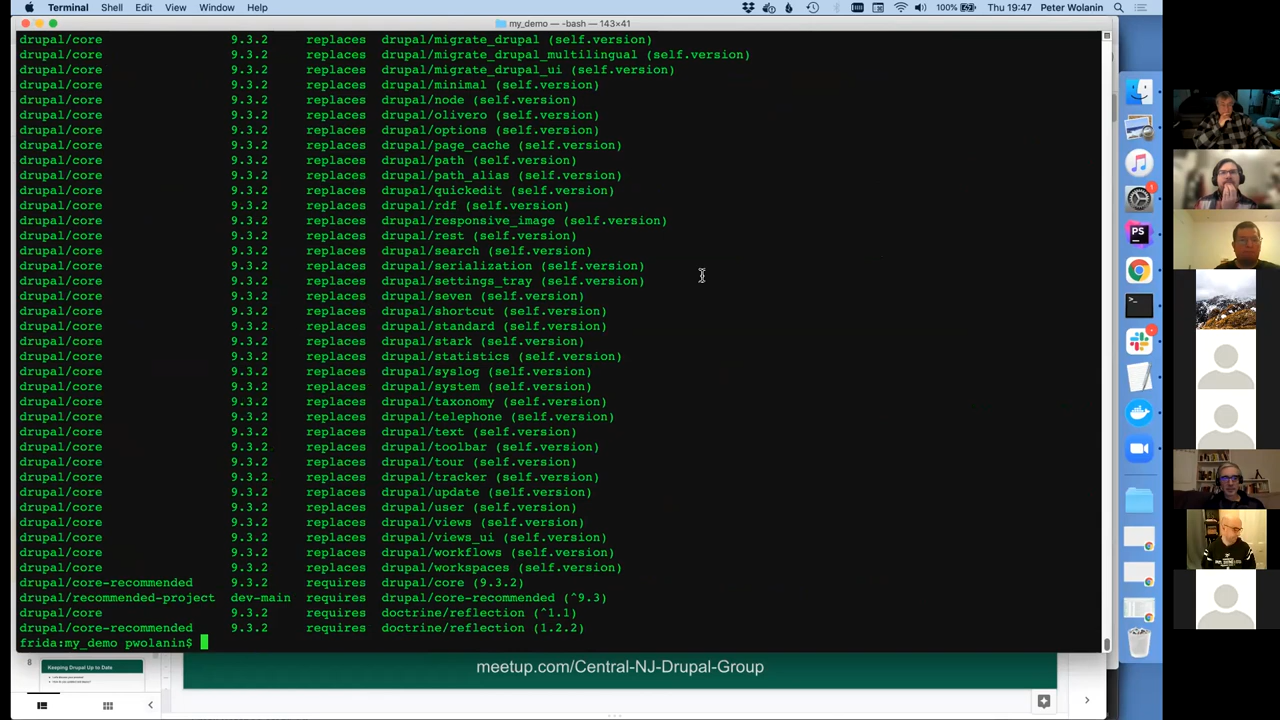 Terminal Shell Edit View Window Help 100% Thu 19:47 Peter Wolanin
my_demo — -bash — 143×41
drupal/core 9.3.2 replaces drupal/migrate_drupal (self.version)
drupal/core 9.3.2 replaces drupal/migrate_drupal_multilingual (self.version)
drupal/core 9.3.2 replaces drupal/migrate_drupal_ui (self.version)
drupal/core 9.3.2 replaces drupal/minimal (self.version)
drupal/core 9.3.2 replaces drupal/node (self.version)
drupal/core 9.3.2 replaces drupal/olivero (self.version)
drupal/core 9.3.2 replaces drupal/options (self.version)
drupal/core 9.3.2 replaces drupal/page_cache (self.version)
drupal/core 9.3.2 replaces drupal/path (self.version)
drupal/core 9.3.2 replaces drupal/path_alias (self.version)
drupal/core 9.3.2 replaces drupal/quickedit (self.version)
drupal/core 9.3.2 replaces drupal/rdf (self.version)
drupal/core 9.3.2 replaces drupal/responsive_image (self.version)
drupal/core 9.3.2 replaces drupal/rest (self.version)
drupal/core 9.3.2 replaces drupal/search (self.version)
drupal/core 9.3.2 replaces drupal/serialization (self.version)
drupal/core 9.3.2 replaces drupal/settings_tray (self.version)
drupal/core 9.3.2 replaces drupal/seven (self.version)
drupal/core 9.3.2 replaces drupal/shortcut (self.version)
drupal/core 9.3.2 replaces drupal/standard (self.version)
drupal/core 9.3.2 replaces drupal/stark (self.version)
drupal/core 9.3.2 replaces drupal/statistics (self.version)
drupal/core 9.3.2 replaces drupal/syslog (self.version)
drupal/core 9.3.2 replaces drupal/system (self.version)
drupal/core 9.3.2 replaces drupal/taxonomy (self.version)
drupal/core 9.3.2 replaces drupal/telephone (self.version)
drupal/core 9.3.2 replaces drupal/text (self.version)
drupal/core 9.3.2 replaces drupal/toolbar (self.version)
drupal/core 9.3.2 replaces drupal/tour (self.version)
drupal/core 9.3.2 replaces drupal/tracker (self.version)
drupal/core 9.3.2 replaces drupal/update (self.version)
drupal/core 9.3.2 replaces drupal/user (self.version)
drupal/core 9.3.2 replaces drupal/views (self.version)
drupal/core 9.3.2 replaces drupal/views_ui (self.version)
drupal/core 9.3.2 replaces drupal/workflows (self.version)
drupal/core 9.3.2 replaces drupal/workspaces (self.version)
drupal/core-recommended 9.3.2 requires drupal/core (9.3.2)
drupal/recommended-project dev-main requires drupal/core-recommended (^9.3)
drupal/core 9.3.2 requires doctrine/reflection (^1.1)
drupal/core-recommended 9.3.2 requires doctrine/reflection (1.2.2)
frida:my_demo pwolanin$
8
Keeping Drupal Up to Date
meetup.com/Central-NJ-Drupal-Group
PS